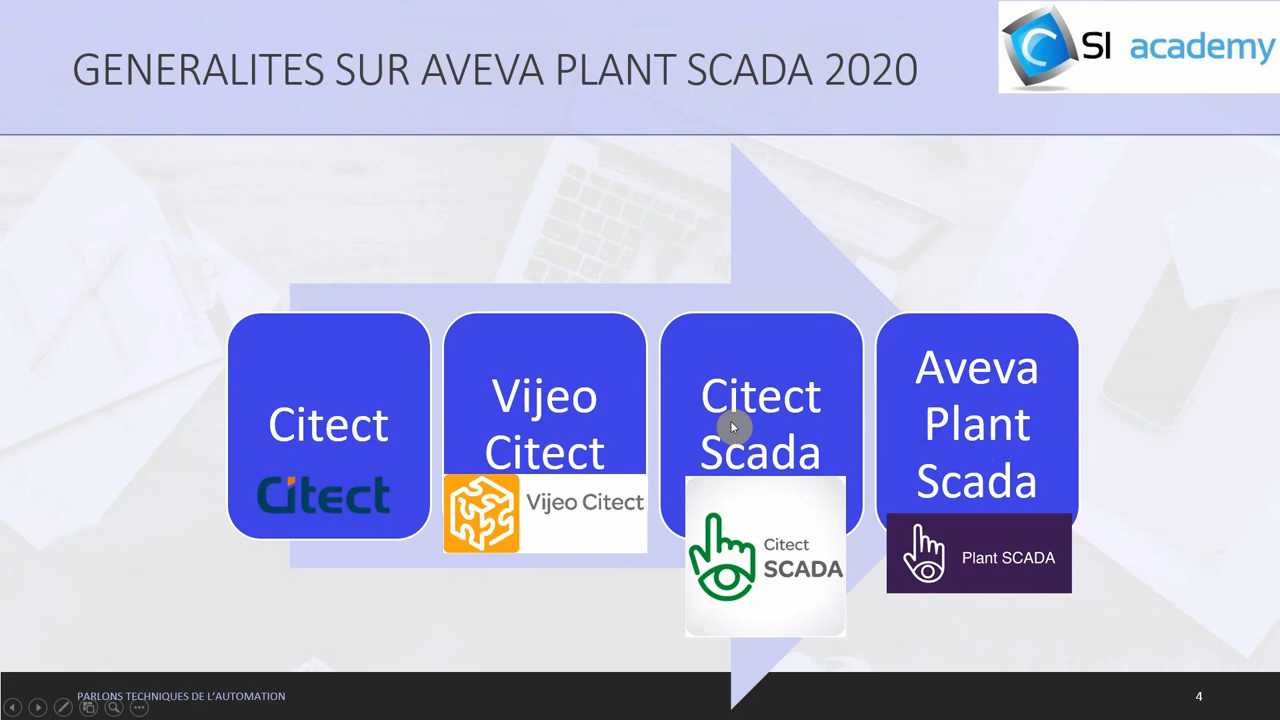 GENERALITES SUR AVEVA PLANT SCADA 2020
C SI academy
Citect
Citect
Vijeo
Citect
Vijeo Citect
Citect
Scada
Citect
SCADA
Aveva
Plant
Scada
Plant SCADA
PARLONS TECHNIQUES DE L’AUTOMATION
4